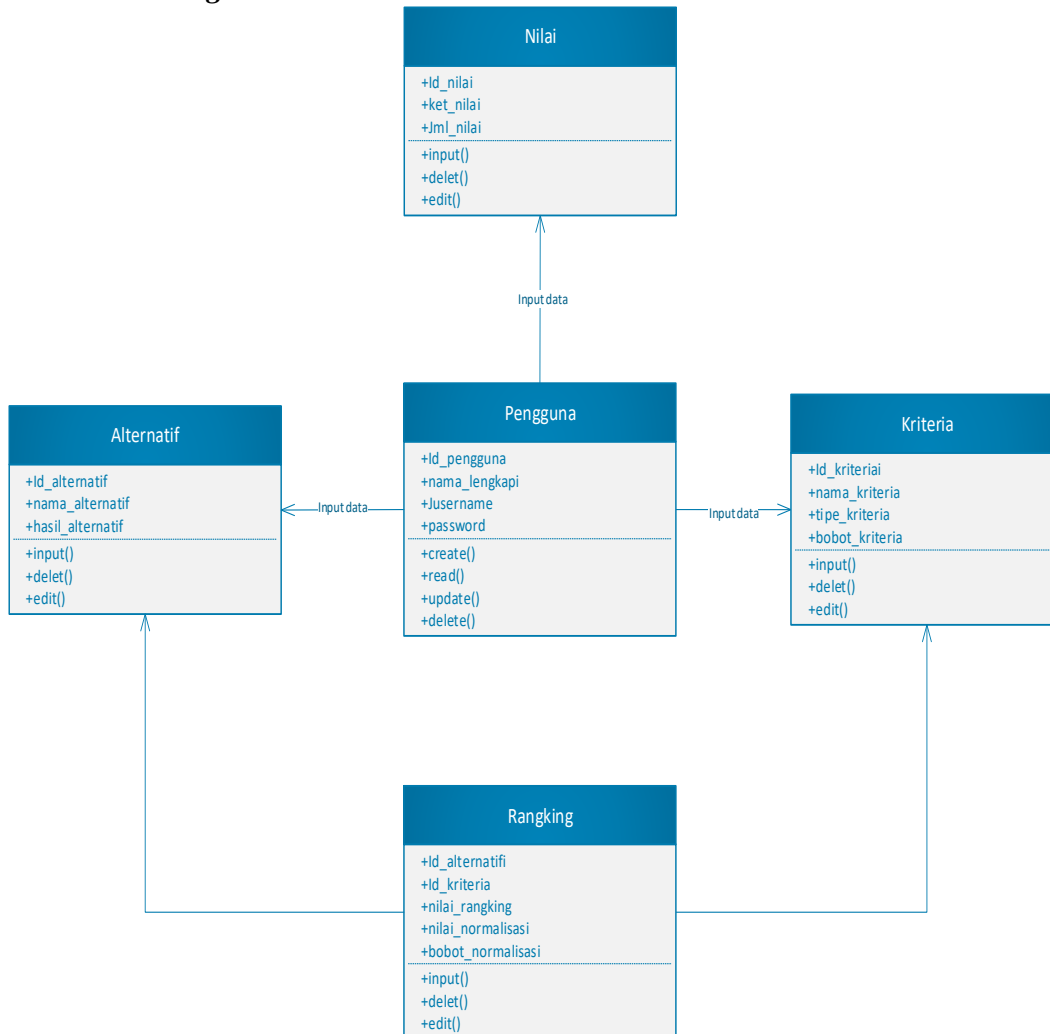 Nilai
+Id_nilai
+ket_nilai
+Jml_nilai
+input()
+delet()
+edit()
Input data
Pengguna
+Id_pengguna
+nama_lengkapi
+Jusername
+password
+create()
+read()
+update()
+delete()
Alternatif
+Id_alternatif
+nama_alternatif
+hasil_alternatif
+input()
+delet()
+edit()
Input data
Input data
Kriteria
+Id_kriteriai
+nama_kriteria
+tipe_kriteria
+bobot_kriteria
+input()
+delet()
+edit()
Rangking
+Id_alternatifi
+Id_kriteria
+nilai_rangking
+nilai_normalisasi
+bobot_normalisasi
+input()
+delet()
+edit()